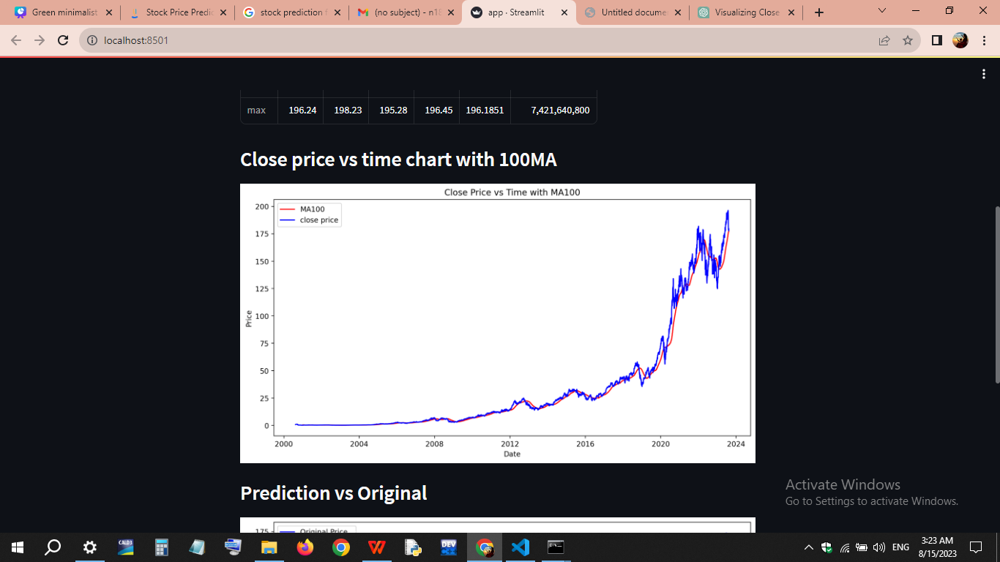 Green minimalist
Stock Price Predic
stock prediction f
(no subject) - n18
app · Streamlit
Untitled docume
Visualizing Close
localhost:8501
max 196.24 198.23 195.28 196.45 196.1851 7,421,640,800
Close price vs time chart with 100MA
Close Price vs Time with MA100
MA100
close price
200
175
150
125
100
75
50
25
0
Price
2000 2004 2008 2012 2016 2020 2024
Date
Prediction vs Original
175
Original Price
Activate Windows
Go to Settings to activate Windows.
CALD3
DEV
C:\.
ENG
3:23 AM
8/15/2023